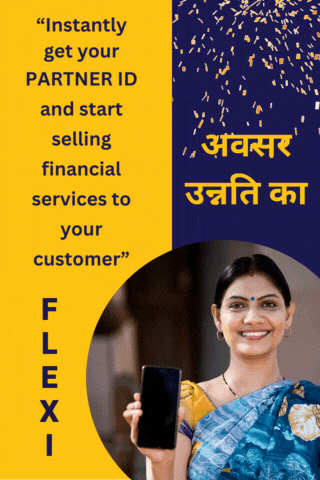 “Instantly
get your
PARTNER ID
and start
selling
financial
services to
your
customer”
अवसर
उन्नति का
F
L
E
X
I